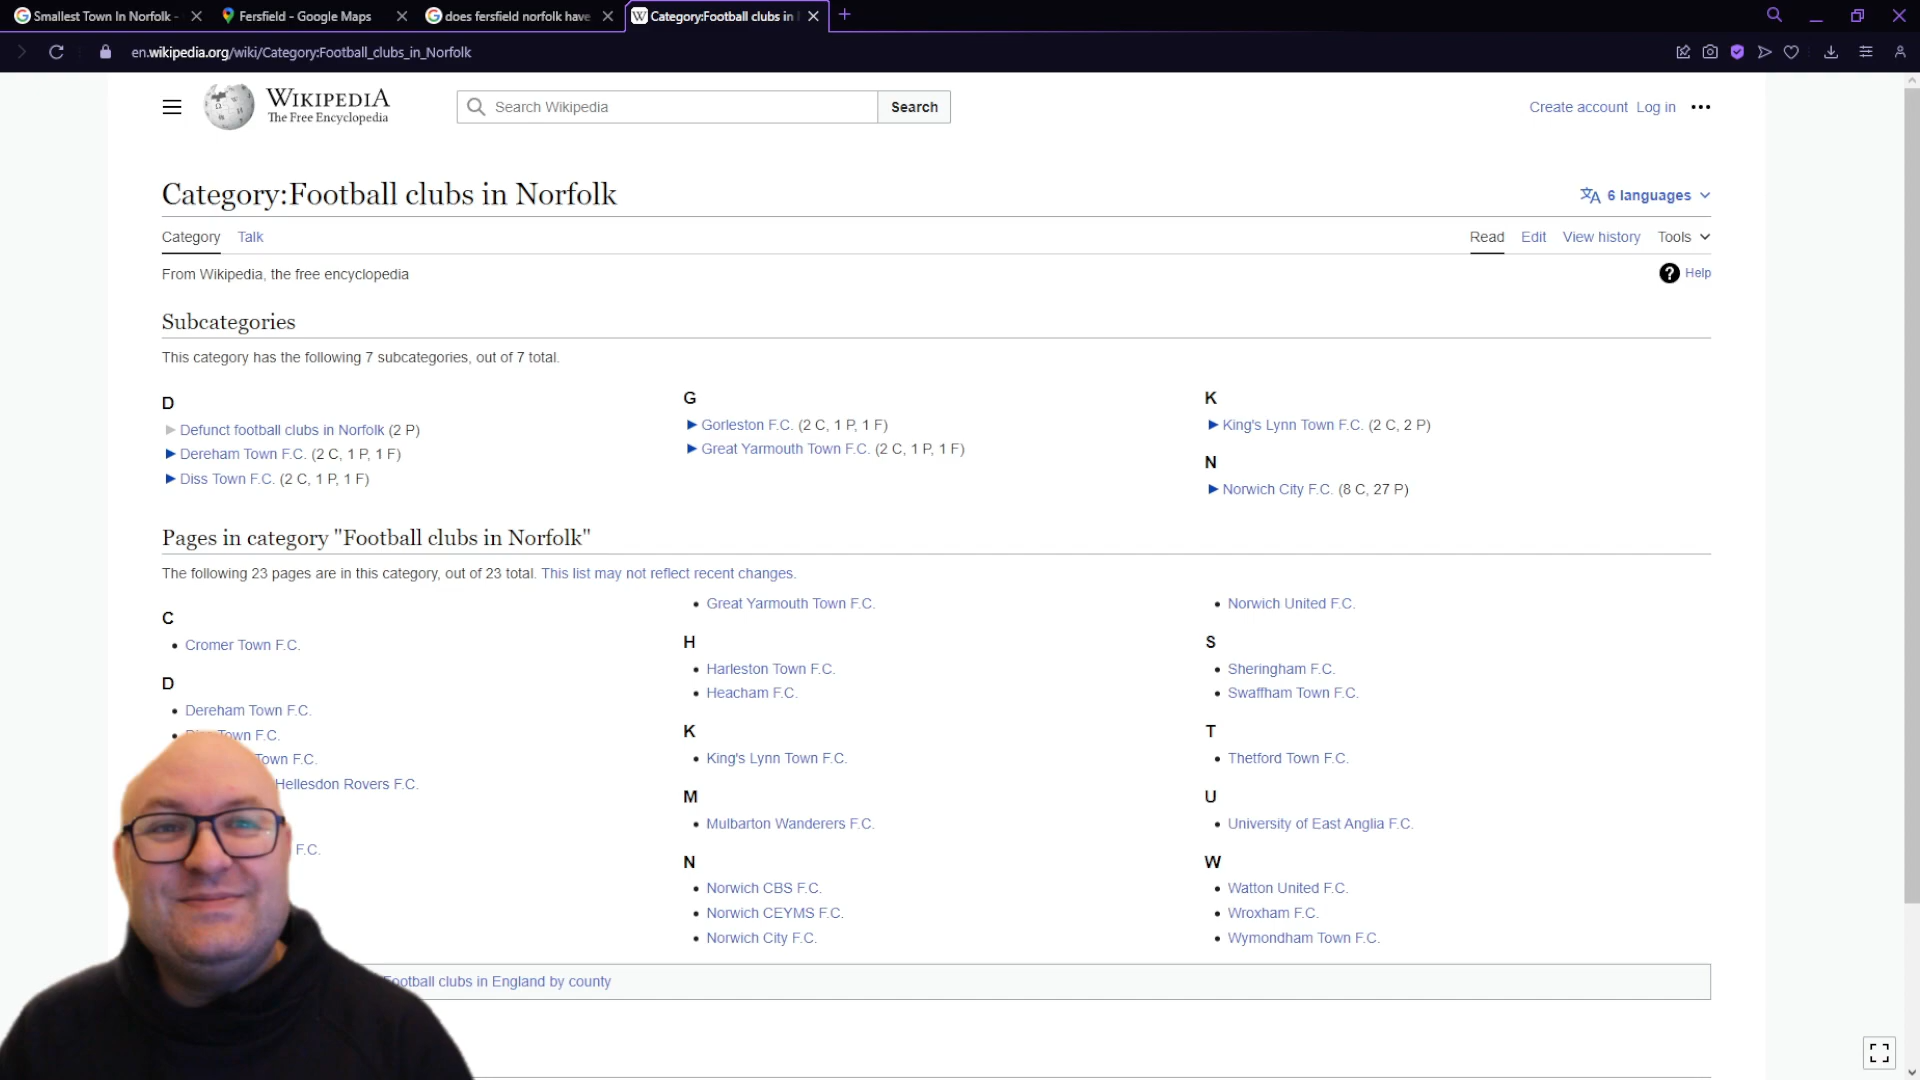 Smallest Town In Norfolk -
Fersfield - Google Maps
does fersfield norfolk have
Category:Football clubs in
en.wikipedia.org/wiki/Category:Football_clubs_in_Norfolk
WIKIPEDIA
The Free Encyclopedia
Search Wikipedia
Search
Create account
Log in
Category:Football clubs in Norfolk
6 languages
Category
Talk
Read
Edit
View history
Tools
From Wikipedia, the free encyclopedia
Help
Subcategories
This category has the following 7 subcategories, out of 7 total.
D
Defunct football clubs in Norfolk (2 P)
Dereham Town F.C. (2 C, 1 P, 1 F)
Diss Town F.C. (2 C, 1 P, 1 F)
G
Gorleston F.C. (2 C, 1 P, 1 F)
Great Yarmouth Town F.C. (2 C, 1 P, 1 F)
K
King's Lynn Town F.C. (2 C, 2 P)
N
Norwich City F.C. (8 C, 27 P)
Pages in category "Football clubs in Norfolk"
The following 23 pages are in this category, out of 23 total. This list may not reflect recent changes.
C
Cromer Town F.C.
D
Dereham Town F.C.
Town F.C.
Town F.C.
Hellesdon Rovers F.C.
F.C.
Great Yarmouth Town F.C.
H
Harleston Town F.C.
Heacham F.C.
K
King's Lynn Town F.C.
M
Mulbarton Wanderers F.C.
N
Norwich CBS F.C.
Norwich CEYMS F.C.
Norwich City F.C.
Norwich United F.C.
S
Sheringham F.C.
Swaffham Town F.C.
T
Thetford Town F.C.
U
University of East Anglia F.C.
W
Watton United F.C.
Wroxham F.C.
Wymondham Town F.C.
Football clubs in England by county